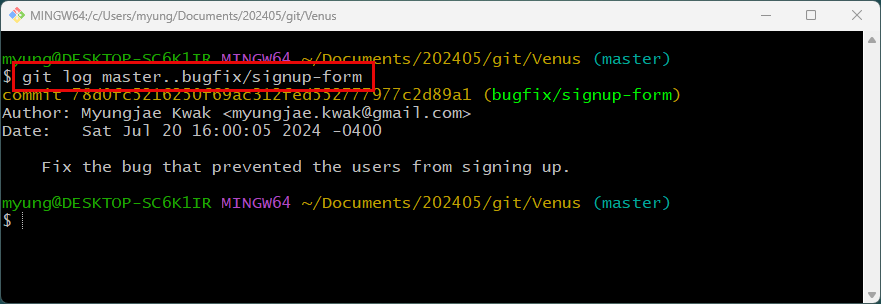 MINGW64:/c/Users/myung/Documents/202405/git/Venus
myung@DESKTOP-SC6K1IR MINGW64 ~/Documents/202405/git/Venus (master)
$ git log master..bugfix/signup-form
commit 78d0fc5216250f69ac312fed552777977c2d89a1 (bugfix/signup-form)
Author: Myungjae Kwak <myungjae.kwak@gmail.com>
Date:   Sat Jul 20 16:00:05 2024 -0400
    Fix the bug that prevented the users from signing up.
myung@DESKTOP-SC6K1IR MINGW64 ~/Documents/202405/git/Venus (master)
$